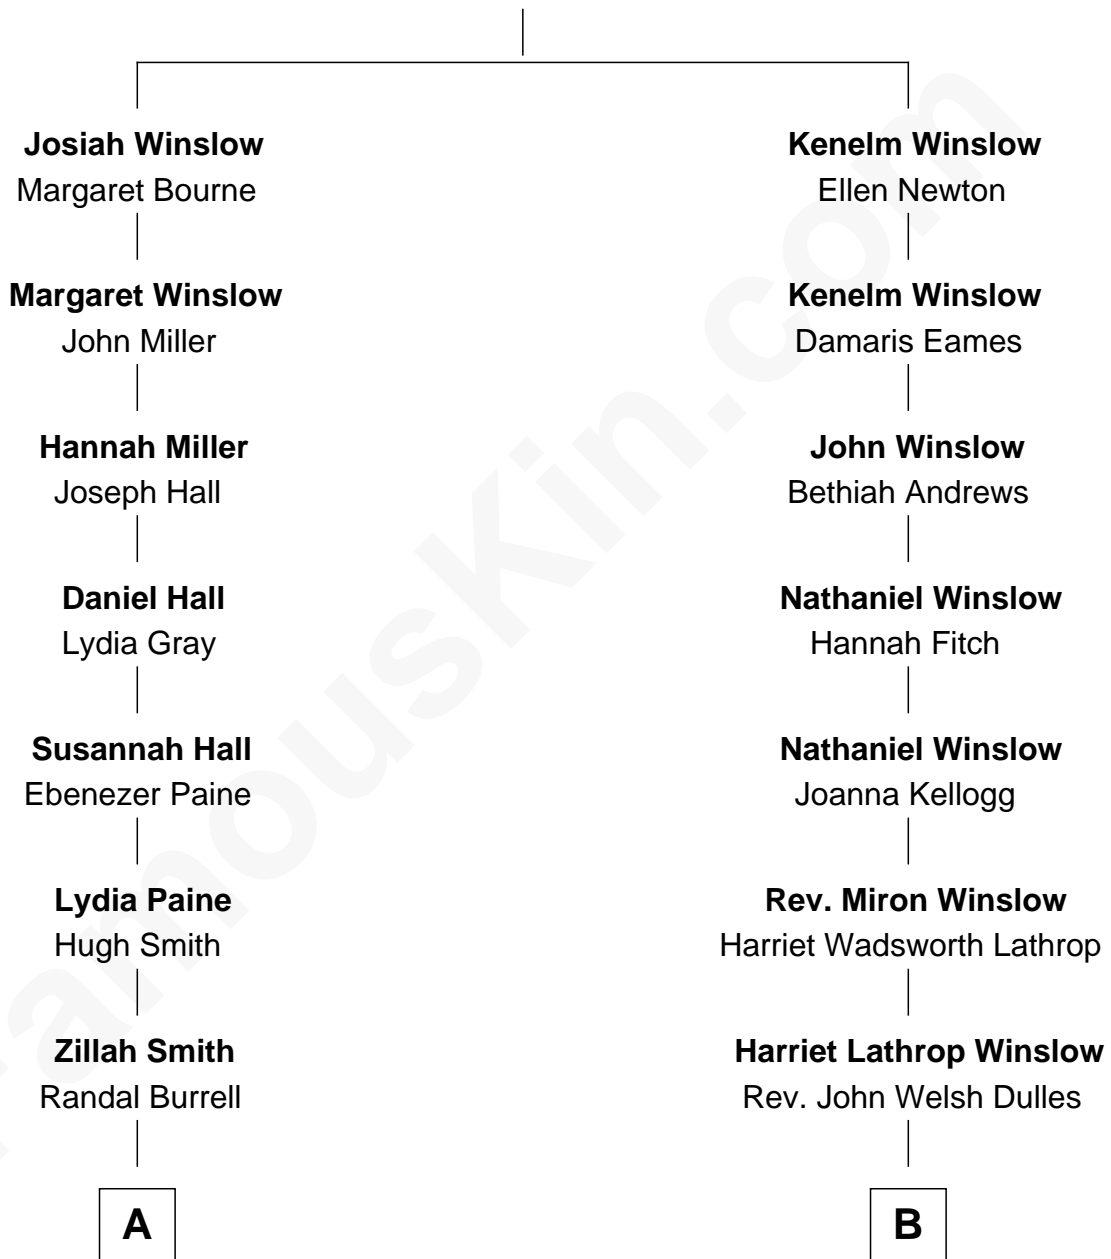 Josiah Winslow
Margaret Bourne
Margaret Winslow
John Miller
Hannah Miller
Joseph Hall
Daniel Hall
Lydia Gray
Susannah Hall
Ebenezer Paine
Lydia Paine
Hugh Smith
Zillah Smith
Randal Burrell
A
Kenelm Winslow
Ellen Newton
Kenelm Winslow
Damaris Eames
John Winslow
Bethiah Andrews
Nathaniel Winslow
Hannah Fitch
Nathaniel Winslow
Joanna Kellogg
Rev. Miron Winslow
Harriet Wadsworth Lathrop
Harriet Lathrop Winslow
Rev. John Welsh Dulles
B
FamousKin.com